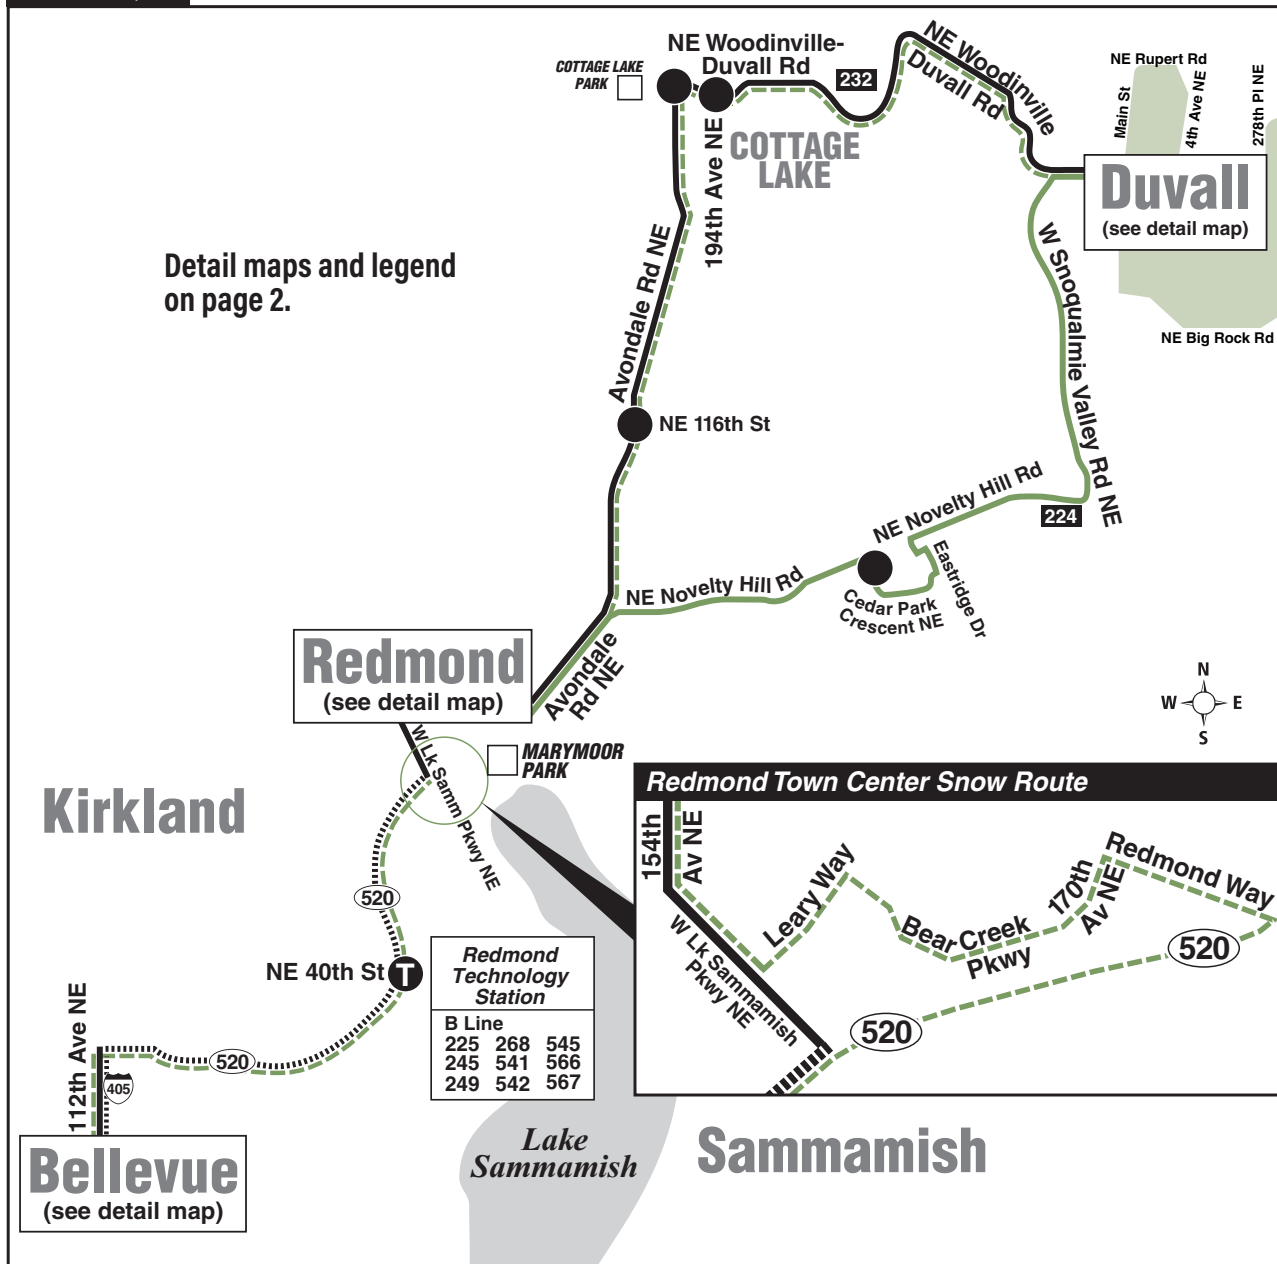 COTTAGE LAKE
PARK
NE Woodinville-
Duvall Rd
232
NE Woodinville
Duvall Rd
NE Rupert Rd
Main St
4th Ave NE
278th Pl NE
194th Ave NE
COTTAGE
LAKE
Duvall
(see detail map)
Detail maps and legend
on page 2.
Avondale Rd NE
W Snoqualmie Valley Rd NE
NE Big Rock Rd
NE 116th St
NE Novelty Hill Rd
224
NE Novelty Hill Rd
Eastridge Dr
Cedar Park
Crescent NE
Redmond
(see detail map)
Avondale
Rd NE
N
W E
S
W Lk Samm Pkwy NE
MARYMOOR
PARK
Kirkland
Redmond Town Center Snow Route
154th
Av NE
Leary Way
Bear Creek
Pkwy
170th
Av NE
Redmond Way
520
W Lk Sammamish
Pkwy NE
520
520
NE 40th St
T
Redmond
Technology
Station
B Line
225 268 545
245 541 566
249 542 567
112th Ave NE
520
405
Bellevue
(see detail map)
Lake
Sammamish
Sammamish